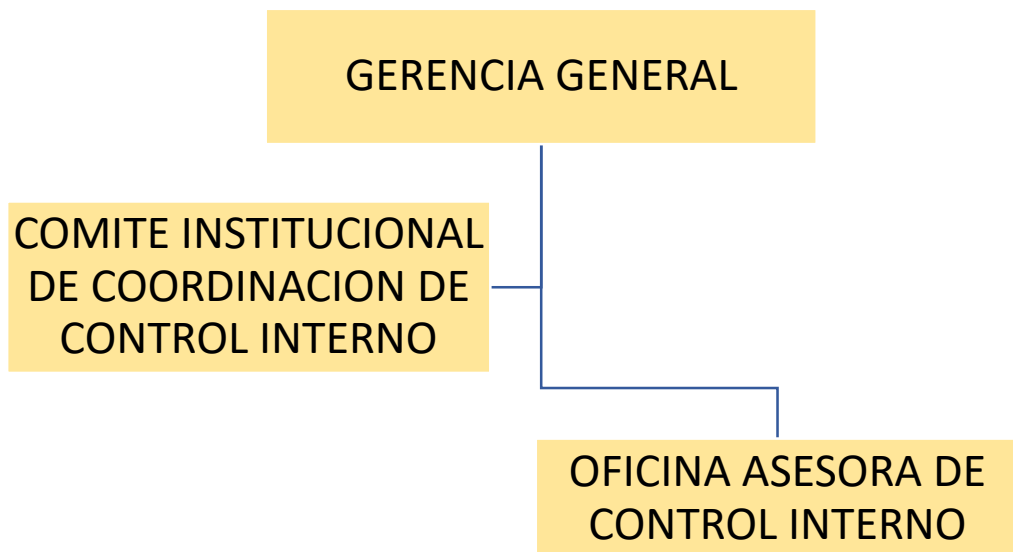 GERENCIA GENERAL
COMITE INSTITUCIONAL
DE COORDINACION DE
CONTROL INTERNO
OFICINA ASESORA DE
CONTROL INTERNO